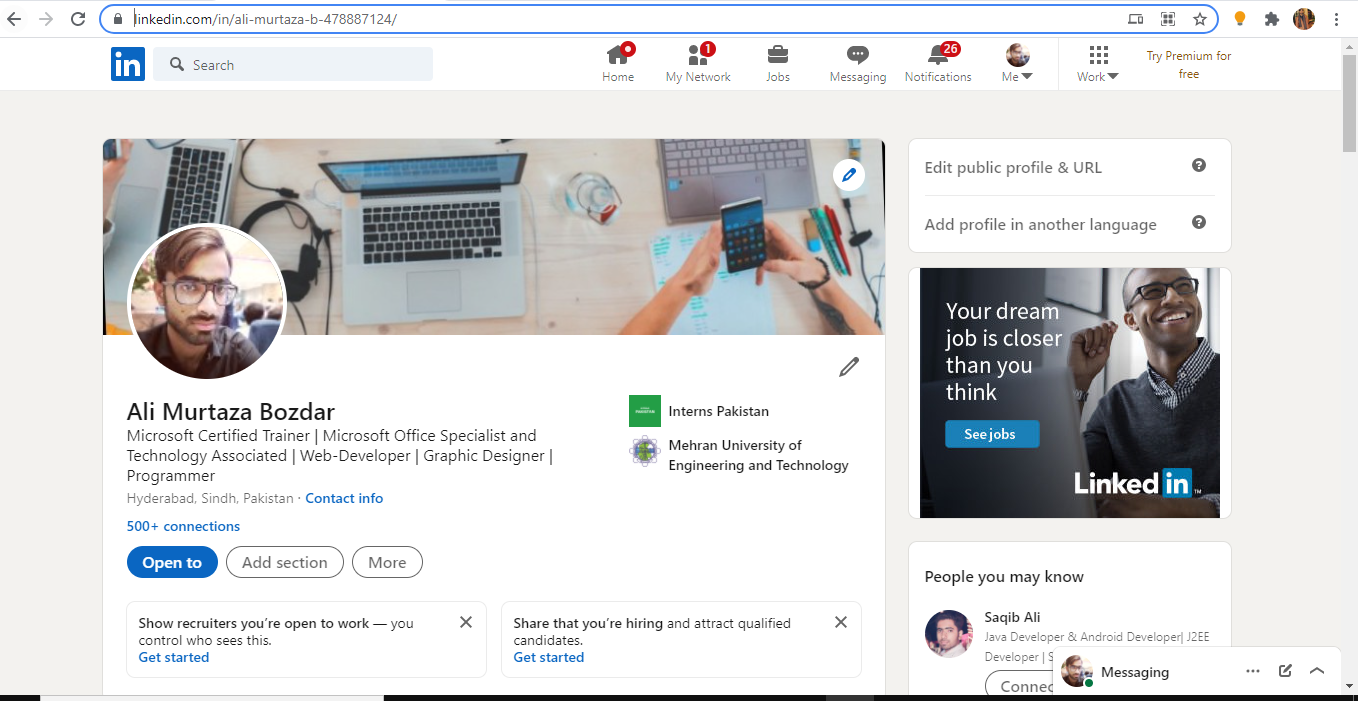 linkedin.com/in/ali-murtaza-b-478887124/
in
Search
1
26
Home
My Network
Jobs
Messaging
Notifications
Me
Work
Try Premium for
free
Edit public profile & URL
Add profile in another language
Your dream
job is closer
than you
think
See jobs
Linked in TM
Ali Murtaza Bozdar
Microsoft Certified Trainer | Microsoft Office Specialist and
Technology Associated | Web-Developer | Graphic Designer |
Programmer
Hyderabad, Sindh, Pakistan · Contact info
500+ connections
Interns Pakistan
Mehran University of
Engineering and Technology
Open to
Add section
More
Show recruiters you’re open to work — you
control who sees this.
Get started
Share that you’re hiring and attract qualified
candidates.
Get started
People you may know
Saqib Ali
Java Developer & Android Developer| J2EE
Developer | S
Connec
Messaging